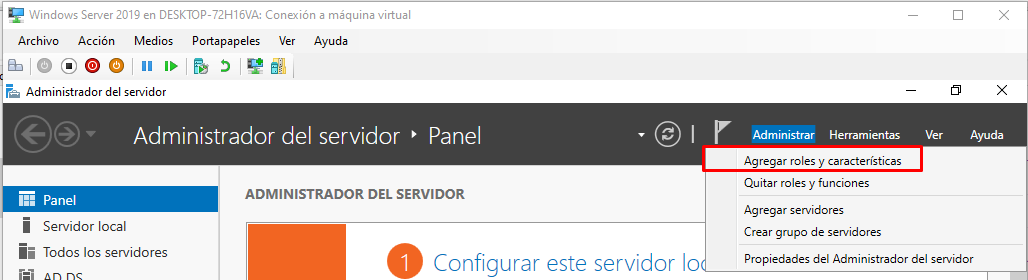 Windows Server 2019 en DESKTOP-72H16VA: Conexión a máquina virtual
Archivo Acción Medios Portapapeles Ver Ayuda
Administrador del servidor
Administrador del servidor Panel
Administrar Herramientas Ver Ayuda
Agregar roles y características
Quitar roles y funciones
Agregar servidores
Crear grupo de servidores
Propiedades del Administrador del servidor
Panel
Servidor local
Todos los servidores
AD DS
ADMINISTRADOR DEL SERVIDOR
1 Configurar este servidor loc